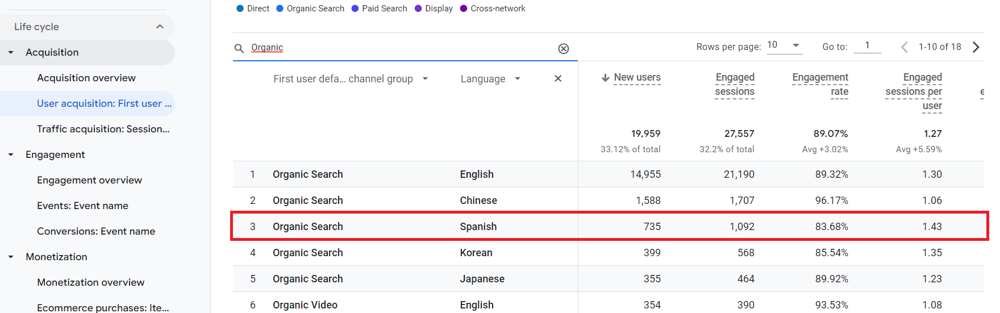 Direct Organic Search Paid Search Display Cross-network
Life cycle
Acquisition
Acquisition overview
User acquisition: First user ...
Traffic acquisition: Session...
Engagement
Engagement overview
Events: Event name
Conversions: Event name
Monetization
Monetization overview
Ecommerce purchases: Ite...
Organic
Rows per page: 10 Go to: 1 1-10 of 18
First user defa... channel group Language New users Engaged sessions Engagement rate Engaged sessions per user e
19,959 27,557 89.07% 1.27
33.12% of total 32.2% of total Avg +3.02% Avg +5.59%
1 Organic Search English 14,955 21,190 89.32% 1.30
2 Organic Search Chinese 1,588 1,707 96.17% 1.06
3 Organic Search Spanish 735 1,092 83.68% 1.43
4 Organic Search Korean 399 568 85.54% 1.35
5 Organic Search Japanese 355 464 89.92% 1.23
6 Organic Video English 354 390 93.53% 1.08